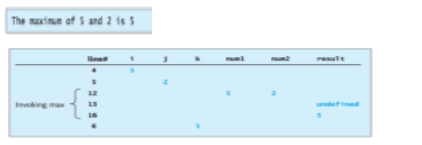 The maximum of 5 and 2 is 5
line# i j k num1 num2 result
4 5
5 2
12 5 2
Invoking max 13 undefined
16 5
6 5